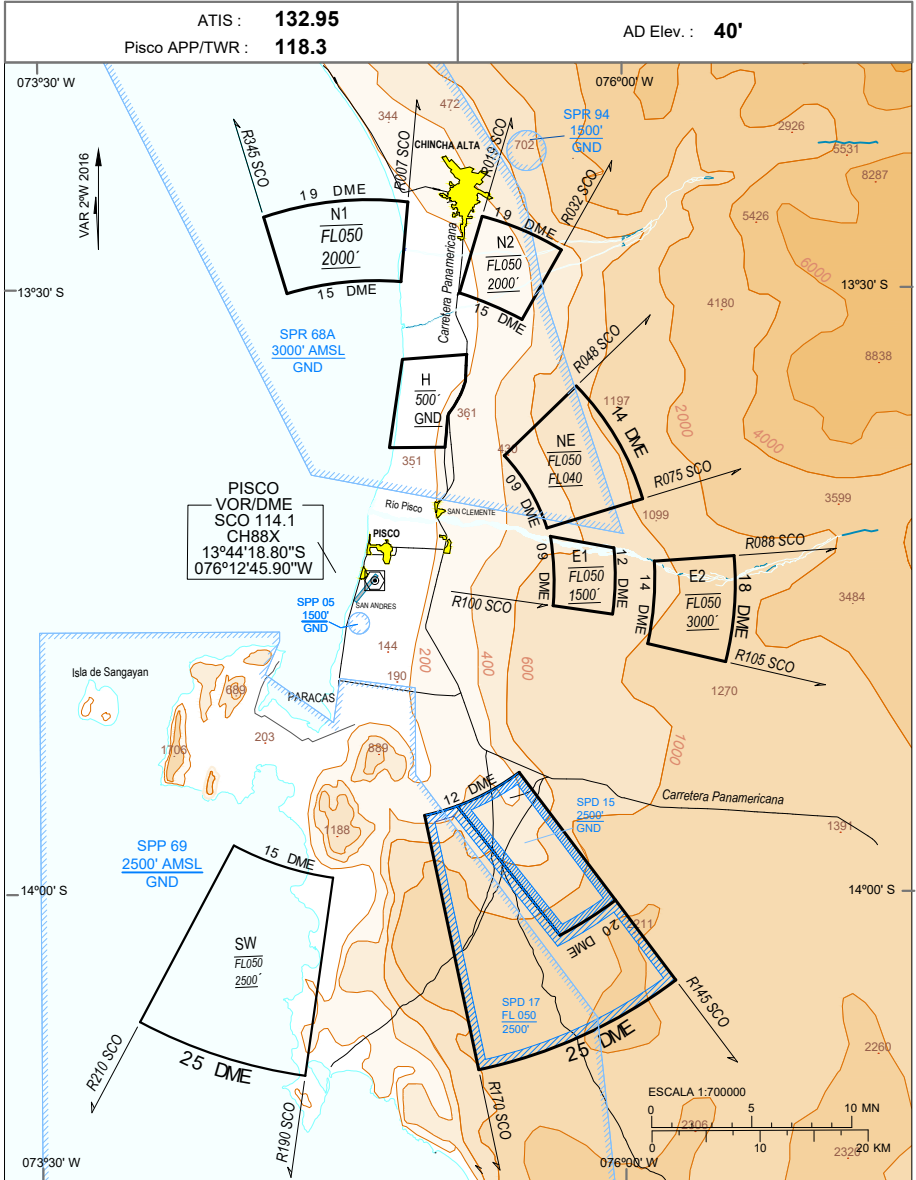 ATIS : 132.95
Pisco APP/TWR : 118.3
AD Elev. : 40'
073º30' W
076º00' W
VAR 2ºW 2016
R345 SCO
R007 SCO
R019 SCO
R032 SCO
344
472
CHINCHA ALTA
SPR 94
1500'
GND
702
2926
5531
8287
5426
6000
4180
8838
19 DME
N1
FL050
2000´
15 DME
19 DME
N2
FL050
2000´
15 DME
Carretera Panamericana
13º30' S
13º30' S
SPR 68A
3000' AMSL
GND
H
500´
GND
361
351
R048 SCO
1197
14 DME
2000
4000
NE
FL050
FL040
09 DME
R075 SCO
1099
3599
PISCO
VOR/DME
SCO 114.1
CH88X
13º44'18.80"S
076º12'45.90"W
Rio Pisco
SAN CLEMENTE
PISCO
SAN ANDRES
SPP 05
1500'
GND
09 DME
E1
FL050
1500´
12 DME
R100 SCO
R088 SCO
14 DME
E2
FL050
3000´
18 DME
R105 SCO
3484
144
190
200
400
600
1000
1270
Isla de Sangayan
689
PARACAS
203
1706
889
1188
12 DME
SPD 15
2500'
GND
Carretera Panamericana
1391
SPP 69
2500' AMSL
GND
15 DME
14º00' S
14º00' S
SW
FL050
2500´
25 DME
R210 SCO
R190 SCO
20 DME
SPD 17
FL 050
2500'
25 DME
R170 SCO
R145 SCO
2260
ESCALA 1:700000
0 5 10 MN
2306
0 10 20 KM
073º30' W
076º00' W